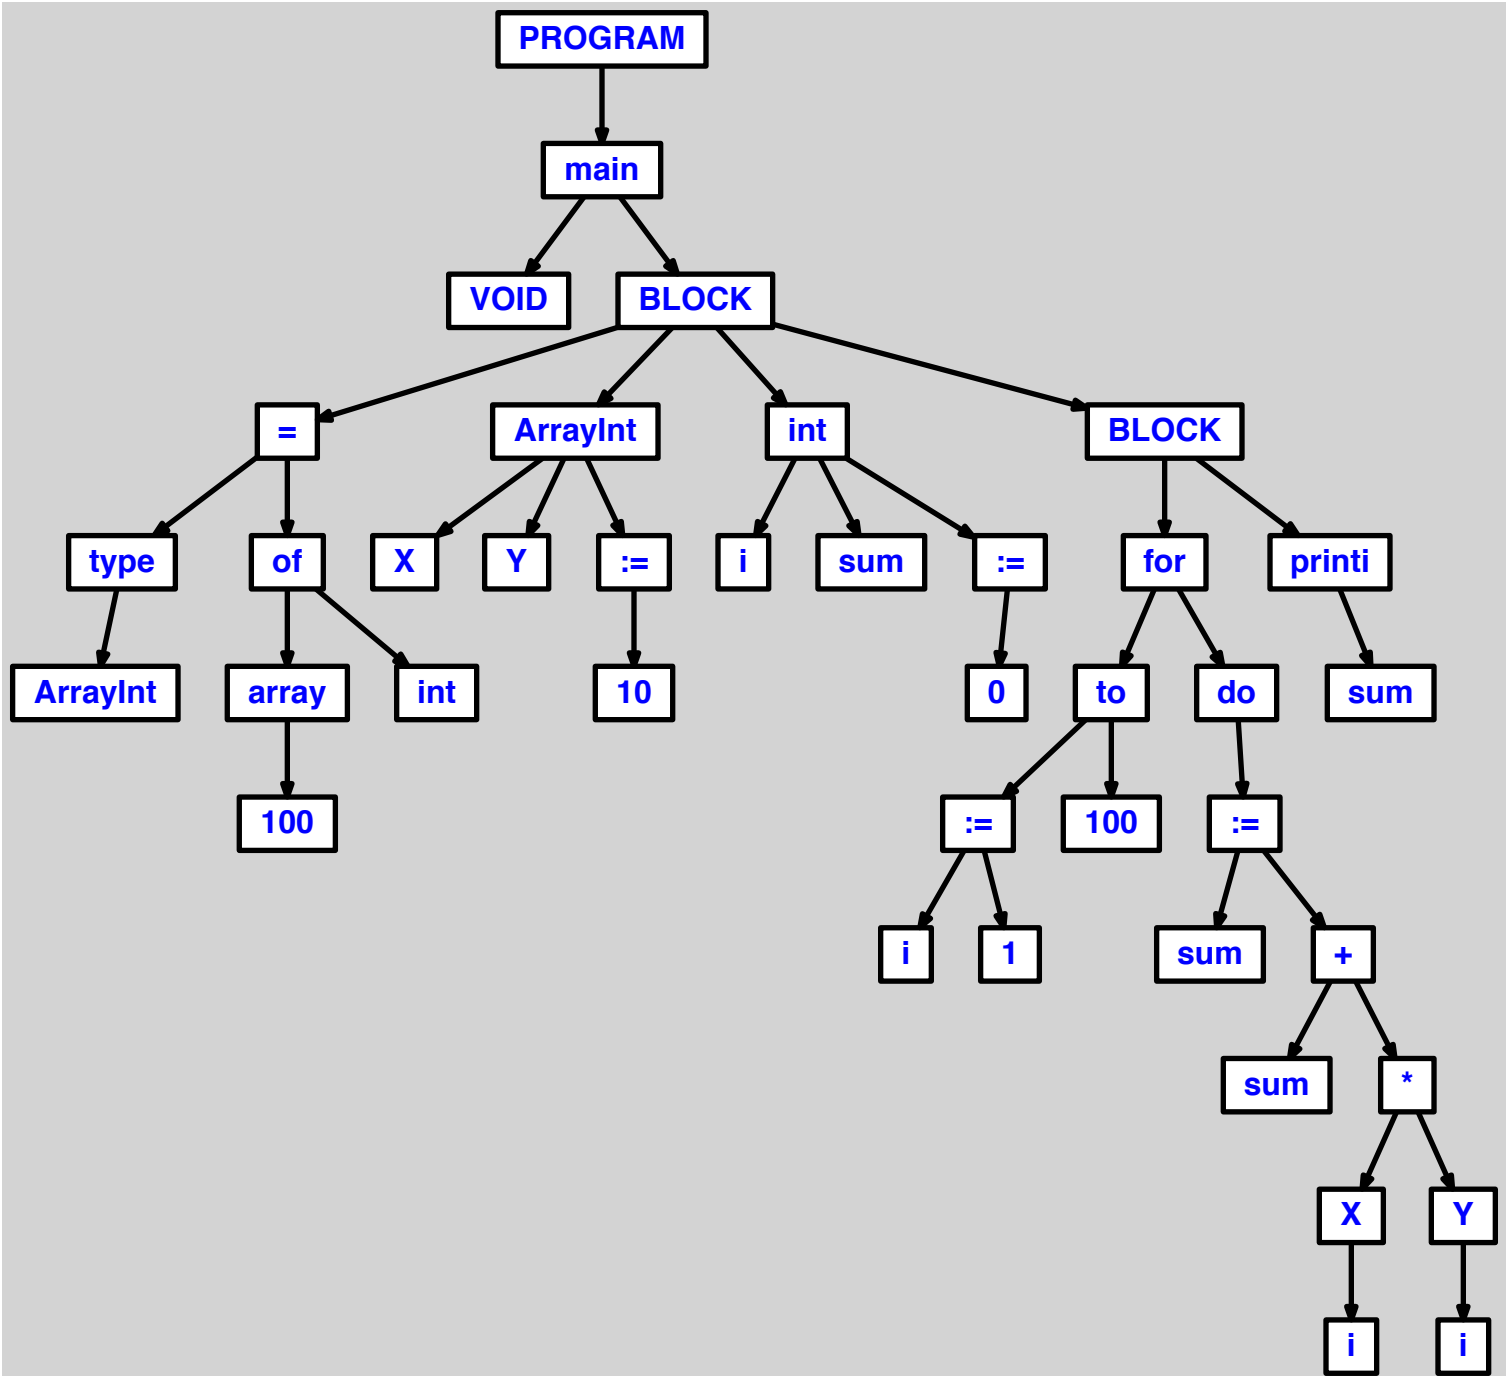 PROGRAM
main
VOID BLOCK
= ArrayInt int BLOCK
type of X Y := i sum := for printi
ArrayInt array int 10 0 to do sum
100 := 100 :=
i 1 sum +
sum *
X Y
i i